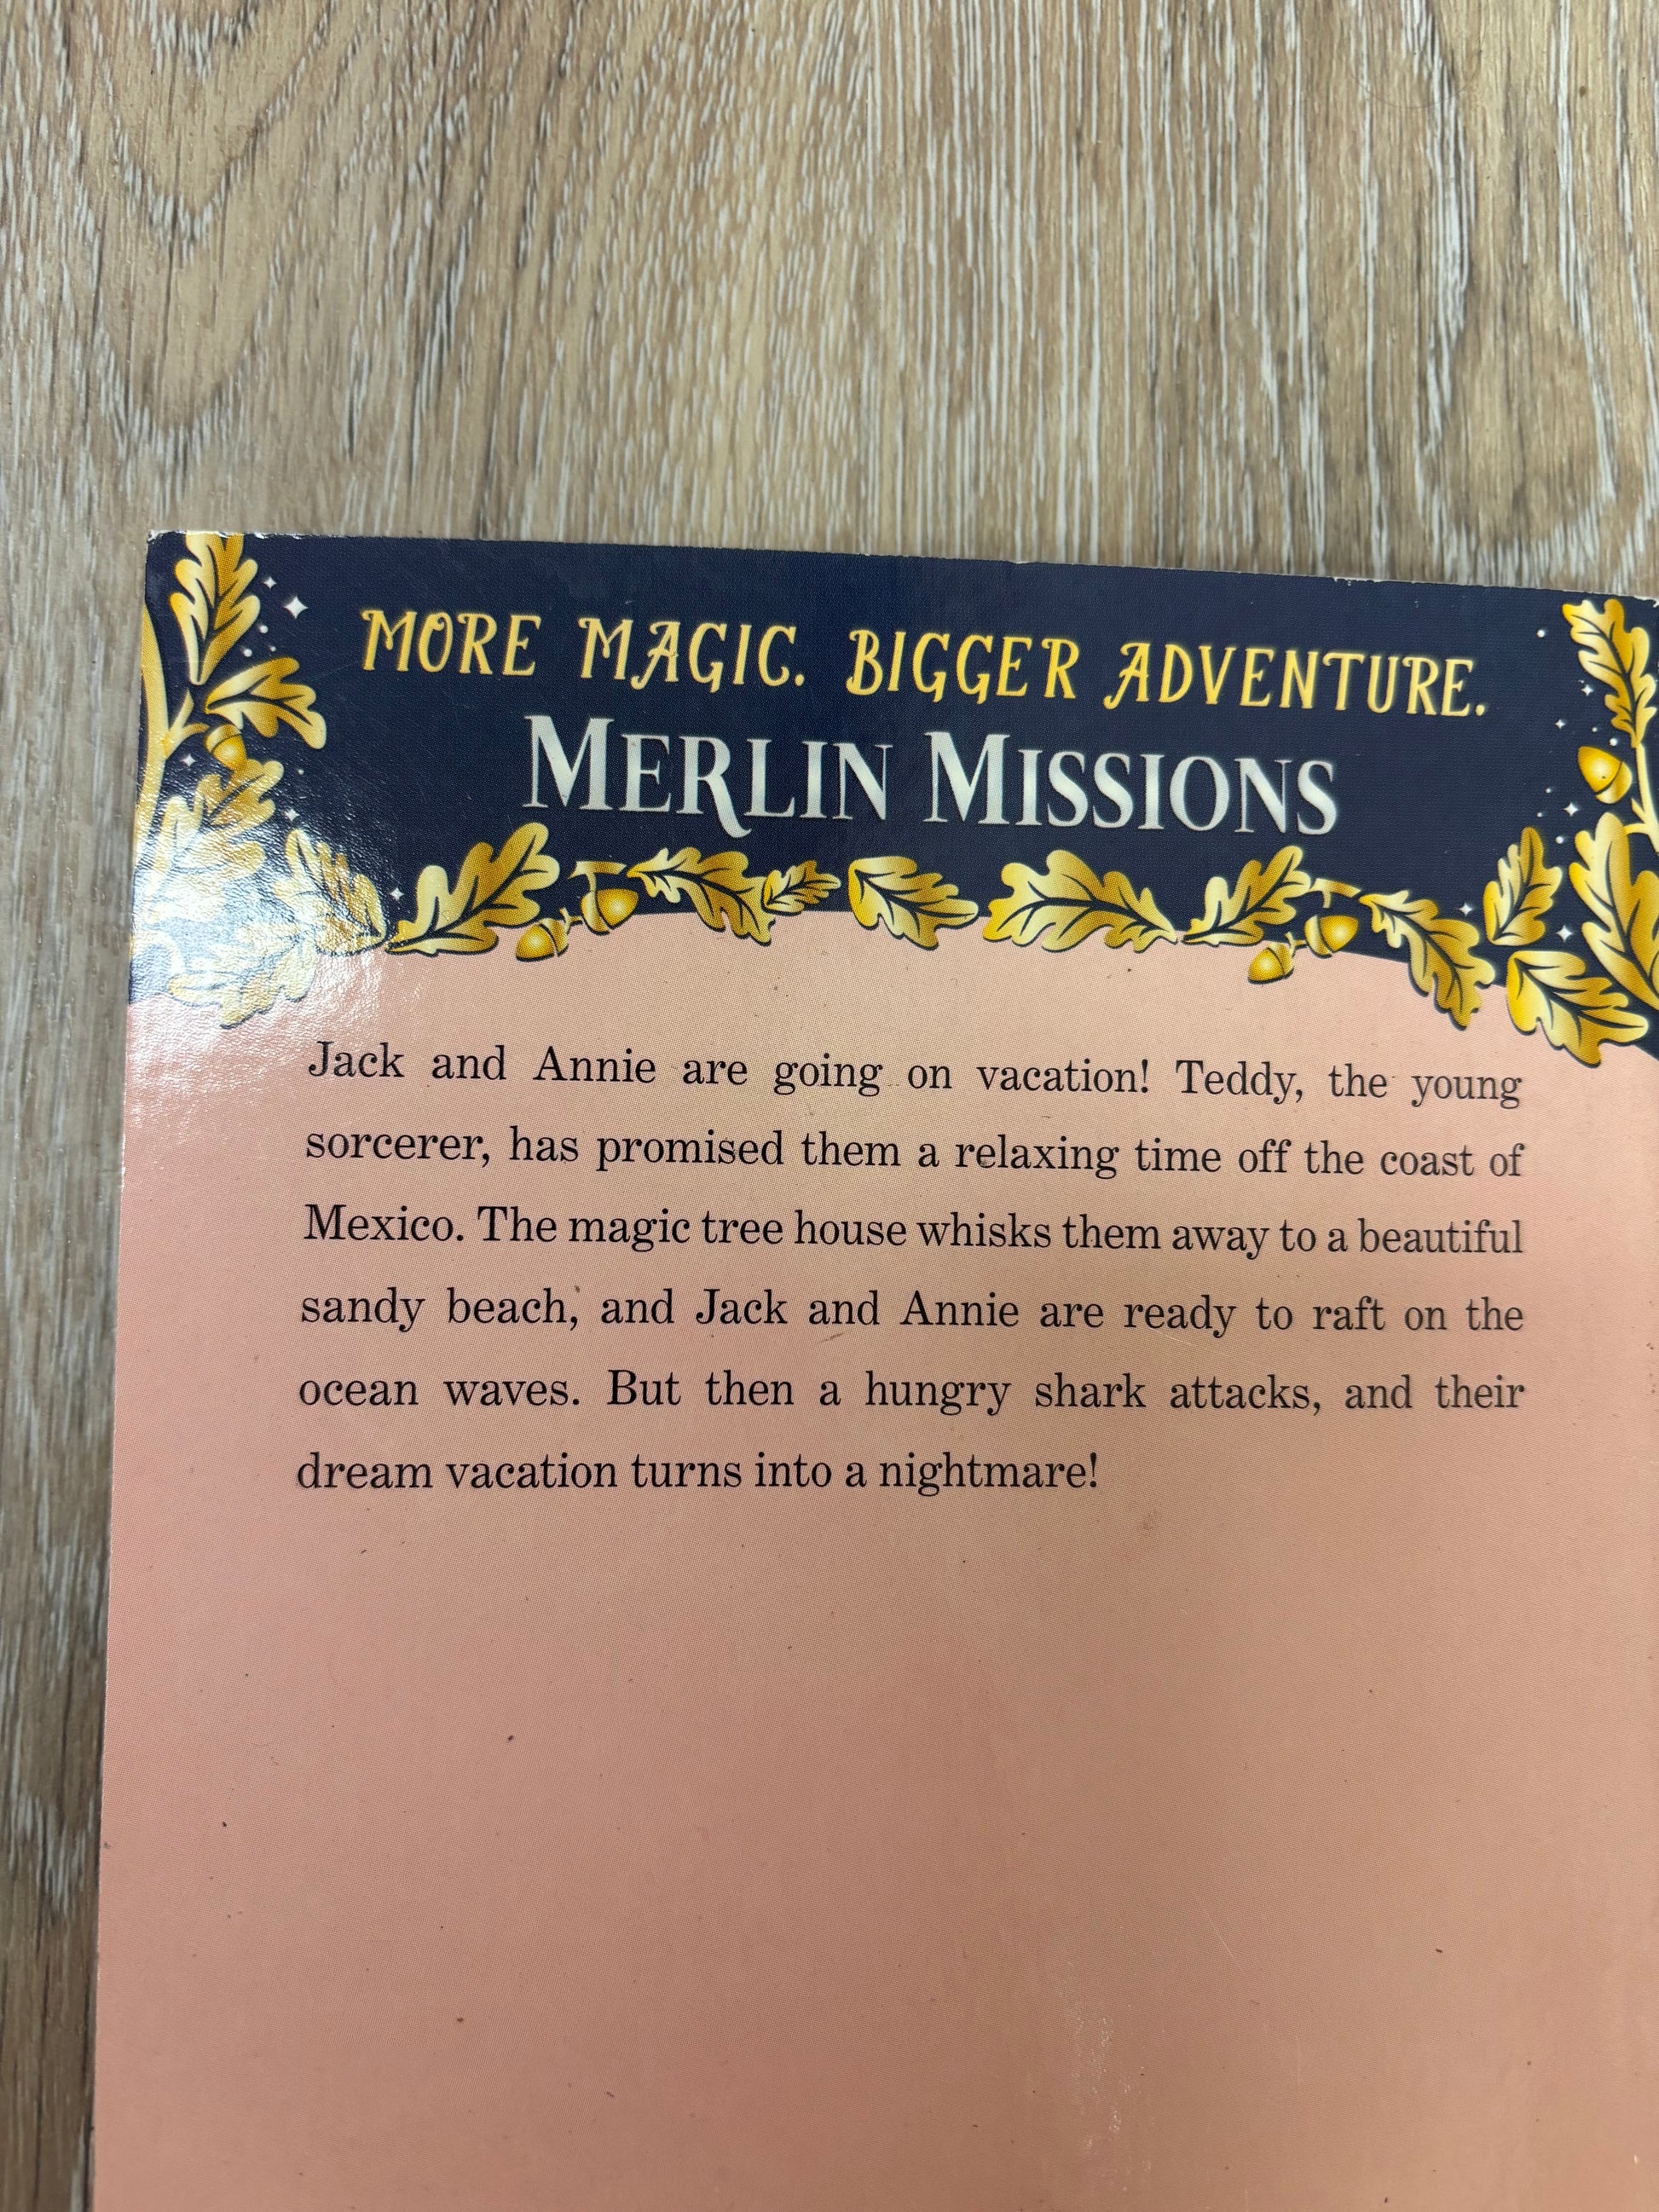 MORE MAGIC. BIGGER ADVENTURE.
MERLIN MISSIONS
Jack and Annie are going on vacation! Teddy, the young
sorcerer, has promised them a relaxing time off the coast of
Mexico. The magic tree house whisks them away to a beautiful
sandy beach, and Jack and Annie are ready to raft on the
ocean waves. But then a hungry shark attacks, and their
dream vacation turns into a nightmare!